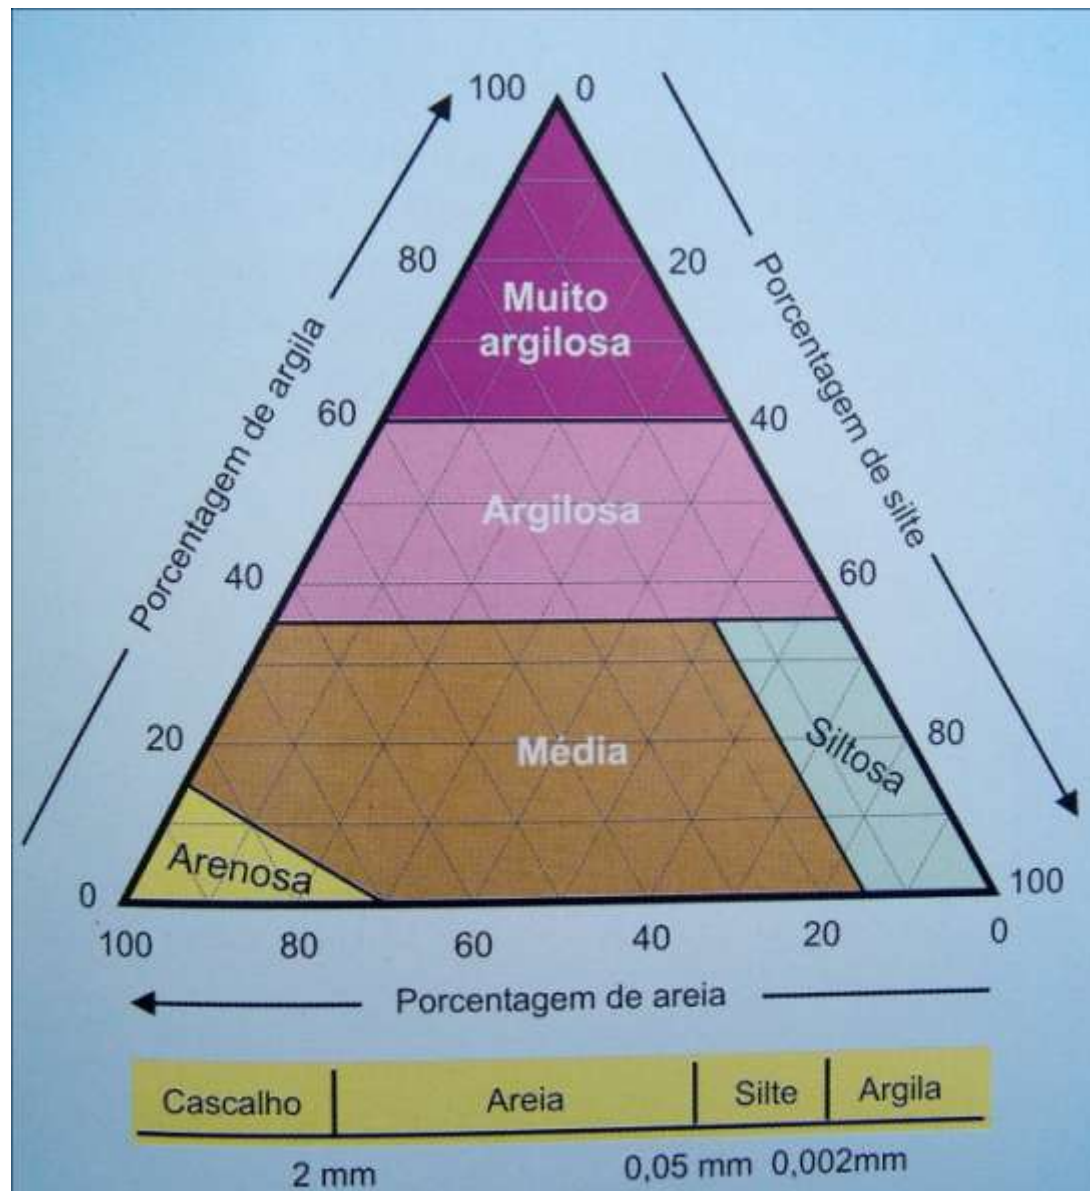 100 0
80 20
Muito
argilosa
Porcentagem de argila
Porcentagem de silte
60 40
Argilosa
40 60
20 80
Média
Siltosa
Arenosa
0 100
100 80 60 40 20 0
Porcentagem de areia
Cascalho Areia Silte Argila
2 mm 0,05 mm 0,002mm